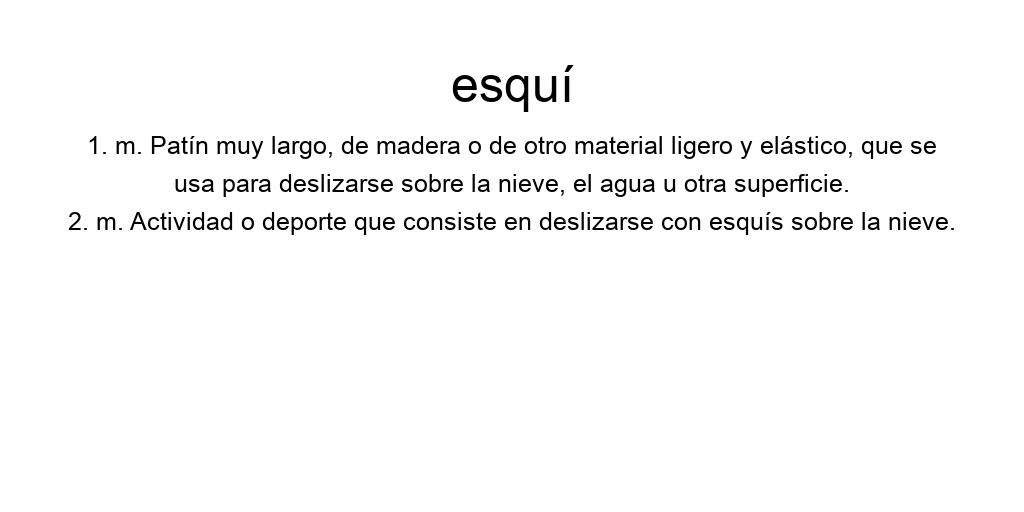 esquí
1. m. Patín muy largo, de madera o de otro material ligero y elástico, que se
usa para deslizarse sobre la nieve, el agua u otra superficie.
2. m. Actividad o deporte que consiste en deslizarse con esquís sobre la nieve.